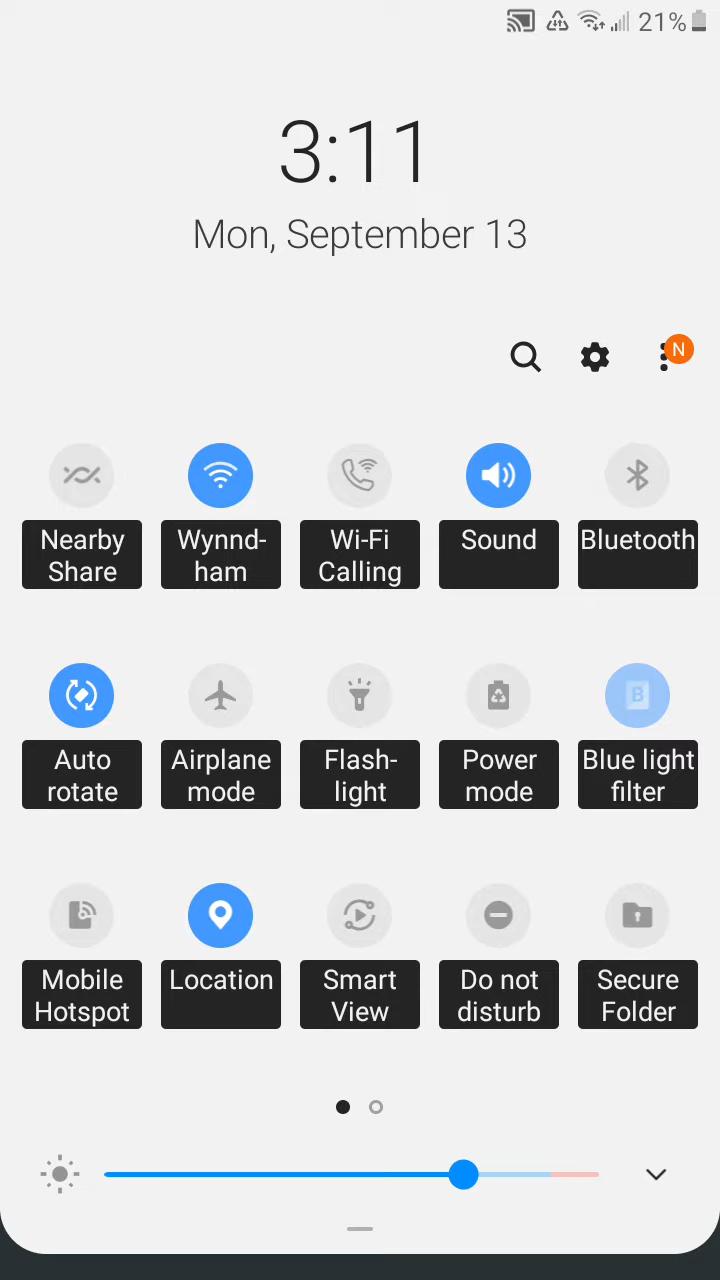 21%
3:11
Mon, September 13
N
Nearby
Share
Wynnd-
ham
Wi-Fi
Calling
Sound
Bluetooth
Auto
rotate
Airplane
mode
Flash-
light
Power
mode
B
Blue light
filter
Mobile
Hotspot
Location
Smart
View
Do not
disturb
Secure
Folder